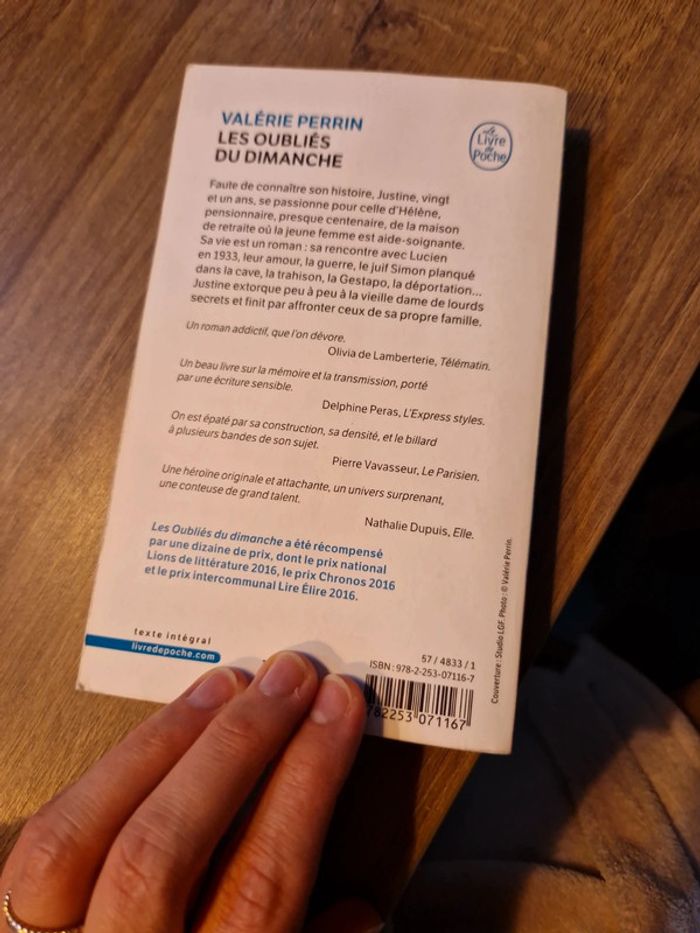 VALÉRIE PERRIN
LES OUBLIÉS
DU DIMANCHE
Le
Livre
de
Poche
Faute de connaître son histoire, Justine, vingt
et un ans, se passionne pour celle d'Hélène,
pensionnaire, presque centenaire, de la maison
de retraite où la jeune femme est aide-soignante.
Sa vie est un roman : sa rencontre avec Lucien
en 1933, leur amour, la guerre, le juif Simon planqué
dans la cave, la trahison, la Gestapo, la déportation...
Justine extorque peu à peu à la vieille dame de lourds
secrets et finit par affronter ceux de sa propre famille.
Un roman addictif, que l'on dévore.
Olivia de Lamberterie, Télématin.
Un beau livre sur la mémoire et la transmission, porté
par une écriture sensible.
Delphine Peras, L'Express styles.
On est épaté par sa construction, sa densité, et le billard
à plusieurs bandes de son sujet.
Pierre Vavasseur, Le Parisien.
Une héroïne originale et attachante, un univers surprenant,
une conteuse de grand talent.
Nathalie Dupuis, Elle.
Les Oubliés du dimanche a été récompensé
par une dizaine de prix, dont le prix national
Lions de littérature 2016, le prix Chronos 2016
et le prix intercommunal Lire Élire 2016.
texte intégral
livredepoche.com
57 / 4833 / 1
ISBN : 978-2-253-07116-7
782253 071167
Couverture : Studio LGF. Photo : © Valérie Perrin.